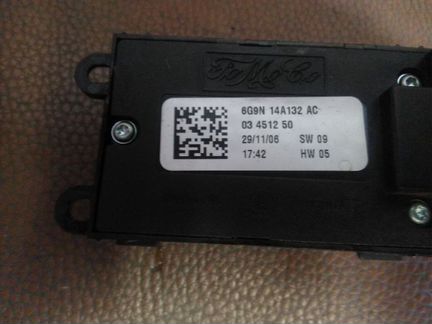 FoMoCo
6G9N 14A132 AC
03 4512 50
29/11/06 SW 09
17:42 HW 05